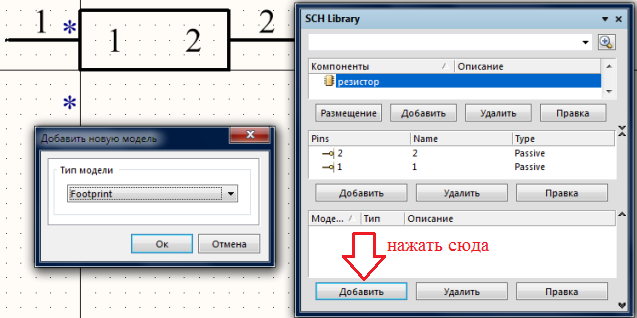 1 * 1 2 2
*
Добавить новую модель
Тип модели
Footprint
Ок Отмена
SCH Library
Компоненты / Описание
резистор
Размещение Добавить Удалить Правка
Pins Name Type
2 2 Passive
1 1 Passive
Добавить Удалить Правка
Моде... / Тип Описание
нажать сюда
Добавить Удалить Правка